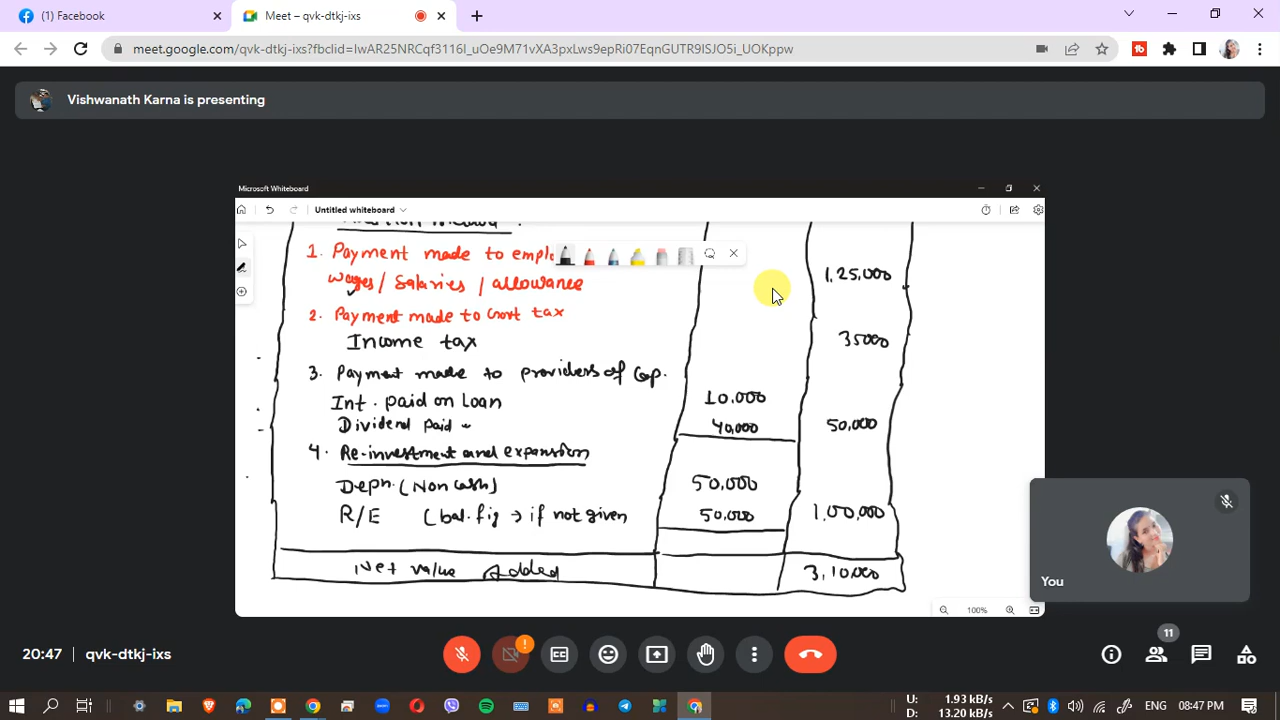 (1) Facebook
Meet – qvk-dtkj-ixs
meet.google.com/qvk-dtkj-ixs?fbclid=IwAR25NRCqf3116I_uOe9M71vXA3pxLws9epRi07EqnGUTR9ISJO5i_UOKppw
Vishwanath Karna is presenting
Microsoft Whiteboard
Untitled whiteboard
1. Payment made to emplo
wages/ Salaries / allowance 1,25,000
2. Payment made to Govt tax
Income tax 35000
3. Payment made to providers of Cap.
Int. paid on Loan 10,000
Dividend Paid - 40,000 50,000
4. Re-investment and expansion
Depn. (Non cash) 50,000
R/E (bal. fig → if not given 50,000 1,00,000
Net value Added 3,10,000
100%
You
20:47 qvk-dtkj-ixs
11
U: 1.93 kB/s
D: 13.20 kB/s
ENG 08:47 PM